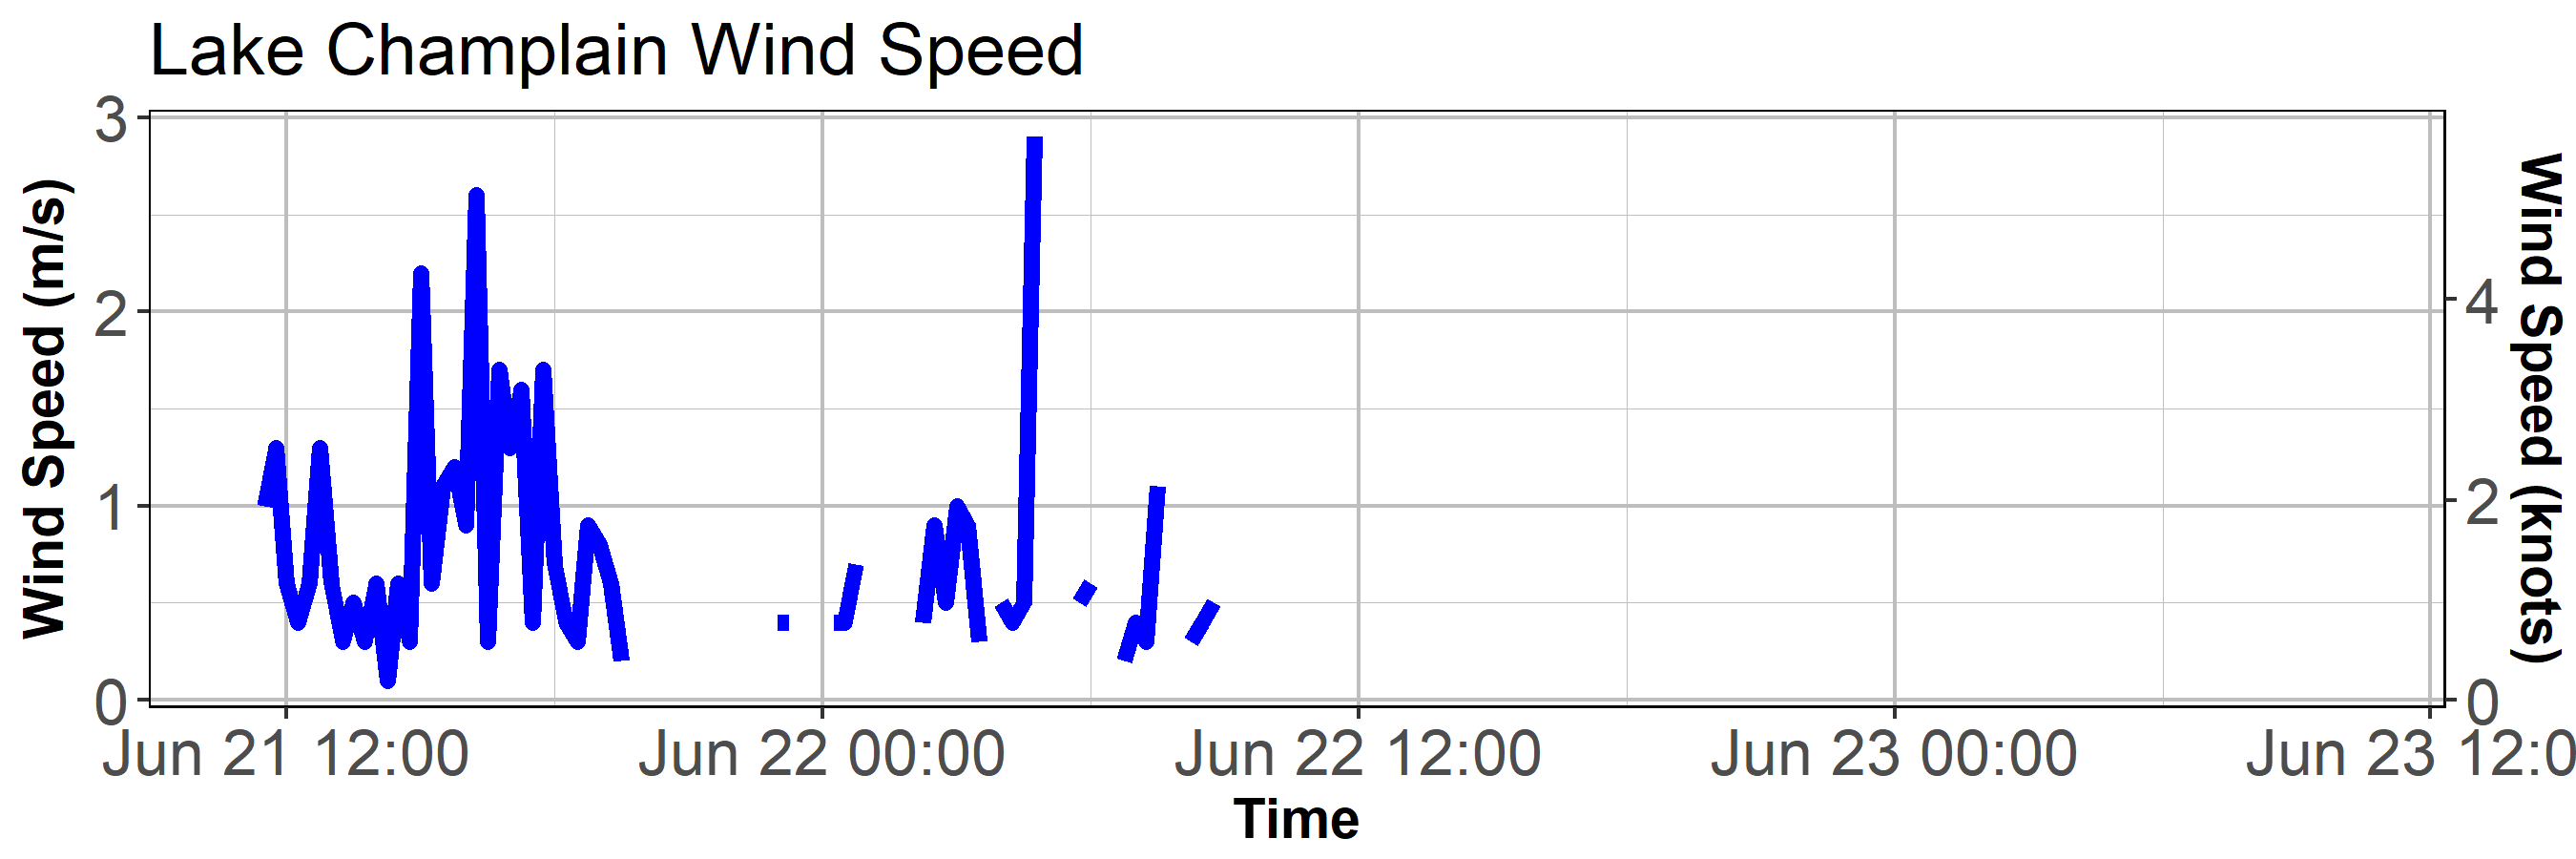 Lake Champlain Wind Speed
3
2
1
0
Wind Speed (m/s)
4
2
0
Wind Speed (knots)
Jun 21 12:00 Jun 22 00:00 Jun 22 12:00 Jun 23 00:00 Jun 23 12:0
Time